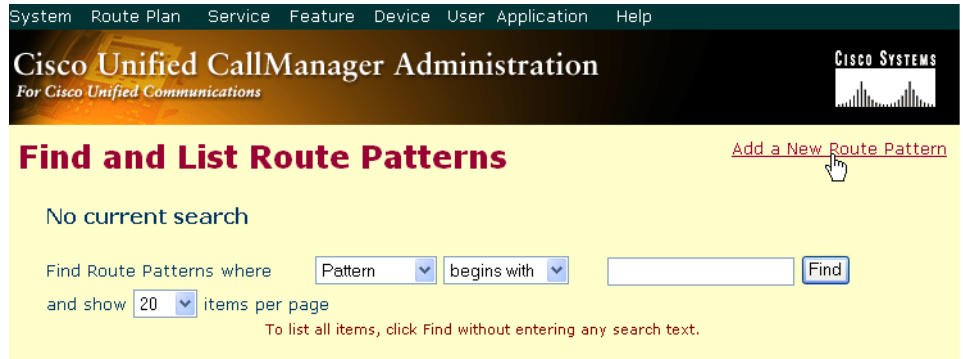 System Route Plan Service Feature Device User Application Help
Cisco Unified CallManager Administration
For Cisco Unified Communications
CISCO SYSTEMS
Find and List Route Patterns
Add a New Route Pattern
No current search
Find Route Patterns where Pattern begins with Find
and show 20 items per page
To list all items, click Find without entering any search text.